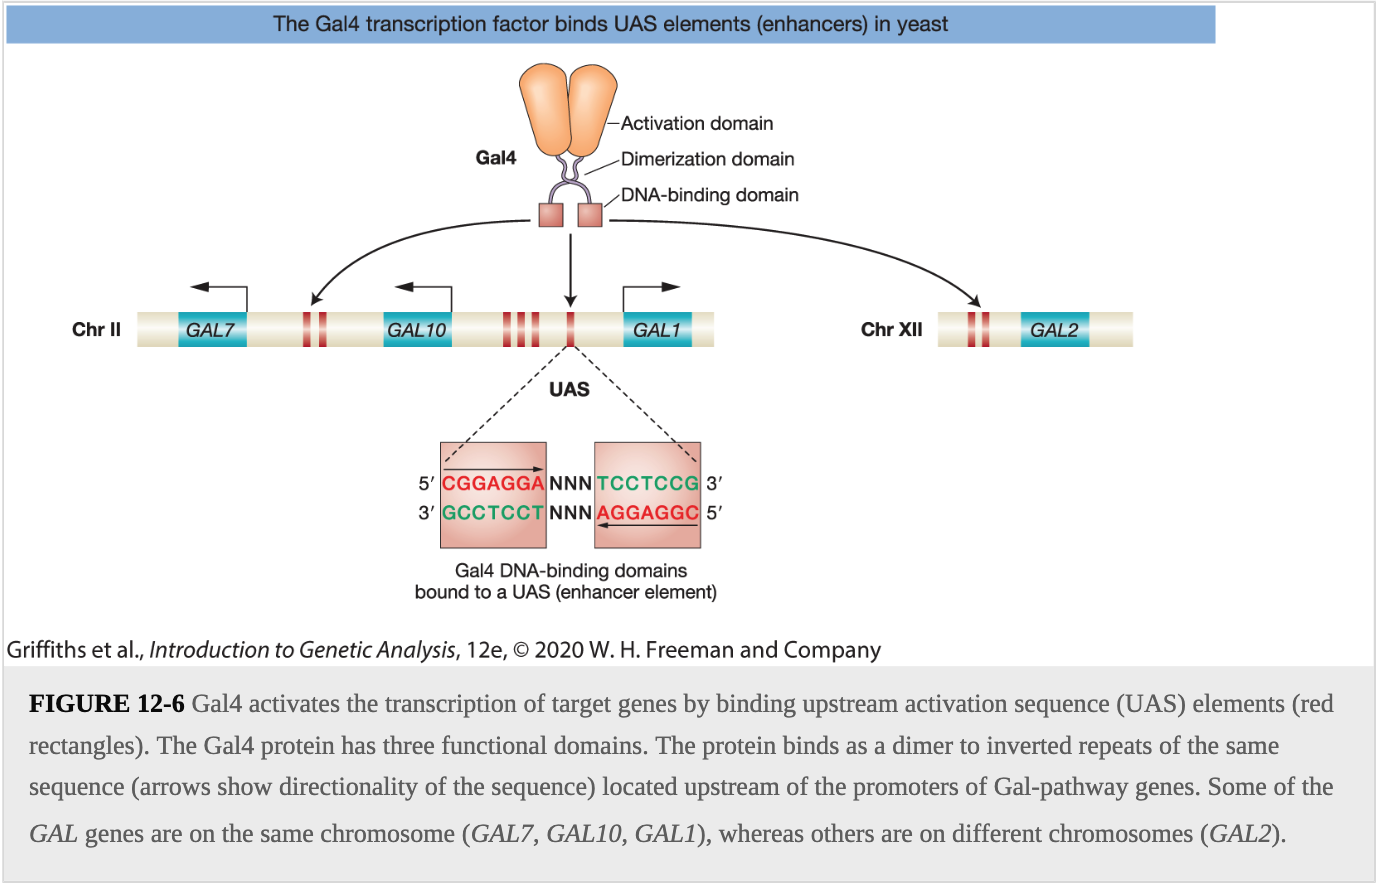 The Gal4 transcription factor binds UAS elements (enhancers) in yeast
Activation domain
Gal4
Dimerization domain
DNA-binding domain
Chr II
GAL7
GAL10
GAL1
Chr XII
GAL2
UAS
5′ CGGAGGA NNN TCCTCCG 3′
3′ GCCTCCT NNN AGGAGGC 5′
Gal4 DNA-binding domains
bound to a UAS (enhancer element)
Griffiths et al., Introduction to Genetic Analysis, 12e, © 2020 W. H. Freeman and Company
FIGURE 12-6 Gal4 activates the transcription of target genes by binding upstream activation sequence (UAS) elements (red
rectangles). The Gal4 protein has three functional domains. The protein binds as a dimer to inverted repeats of the same
sequence (arrows show directionality of the sequence) located upstream of the promoters of Gal-pathway genes. Some of the
GAL genes are on the same chromosome (GAL7, GAL10, GAL1), whereas others are on different chromosomes (GAL2).